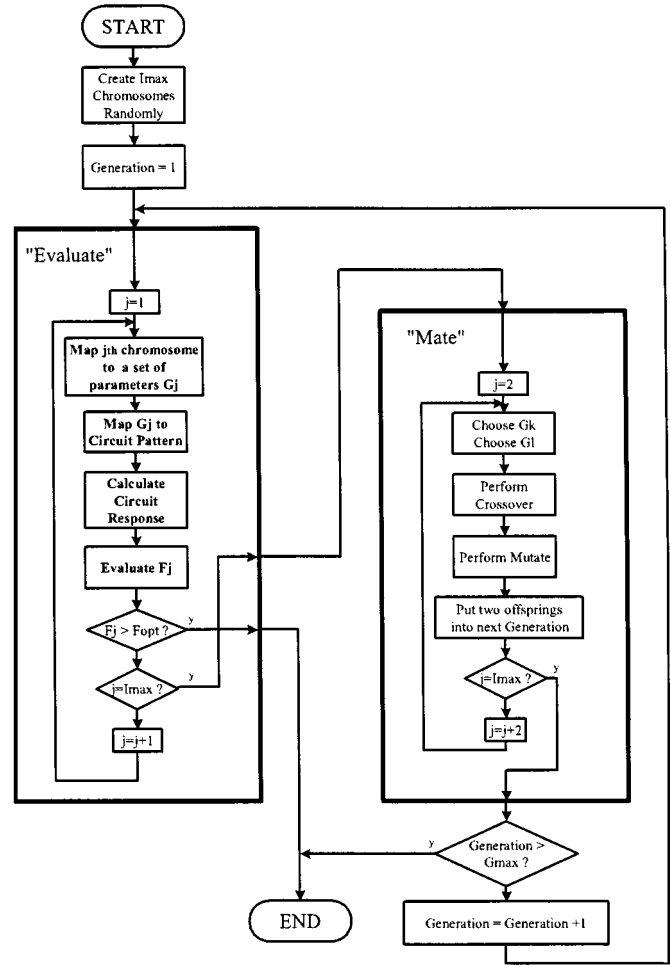 START
Create Imax
Chromosomes
Randomly
Generation = 1
"Evaluate"
j=1
Map jth chromosome
to a set of
parameters Gj
Map Gj to
Circuit Pattern
Calculate
Circuit
Response
Evaluate Fj
Fj > Fopt ?
y
j=Imax ?
y
j=j+1
"Mate"
j=2
Choose Gk
Choose Gl
Perform
Crossover
Perform Mutate
Put two offsprings
into next Generation
j=Imax ?
y
j=j+2
Generation >
Gmax ?
y
END
Generation = Generation +1